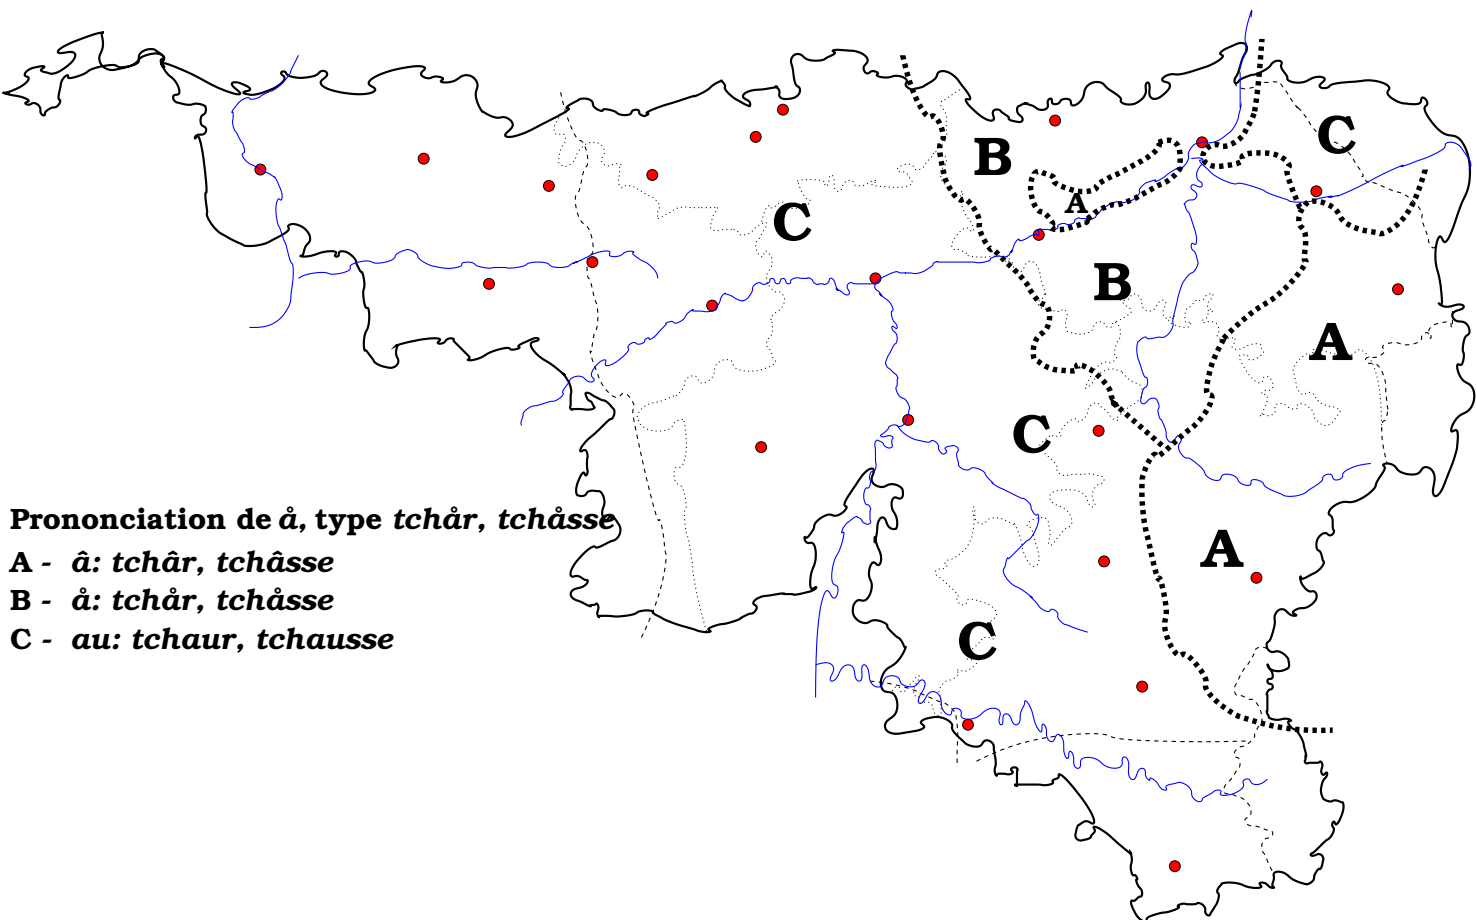 C
B
A
C
B
A
C
A
C
Prononciation de å, type tchår, tchåsse
A - â: tchâr, tchâsse
B - å: tchår, tchåsse
C - au: tchaur, tchausse